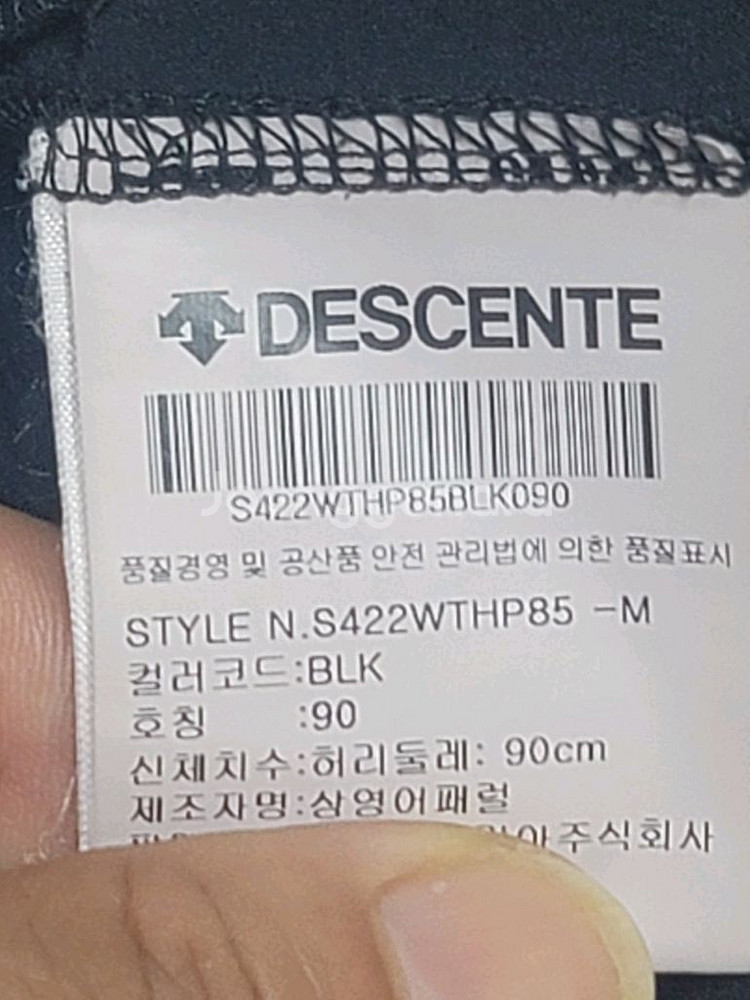 DESCENTE
S422WTHP85BLK090
품질경영 및 공산품 안전 관리법에 의한 품질표시
STYLE N.S422WTHP85 -M
컬러코드:BLK
호칭 :90
신체치수:허리둘레: 90cm
제조자명:삼영어패럴
주식회사